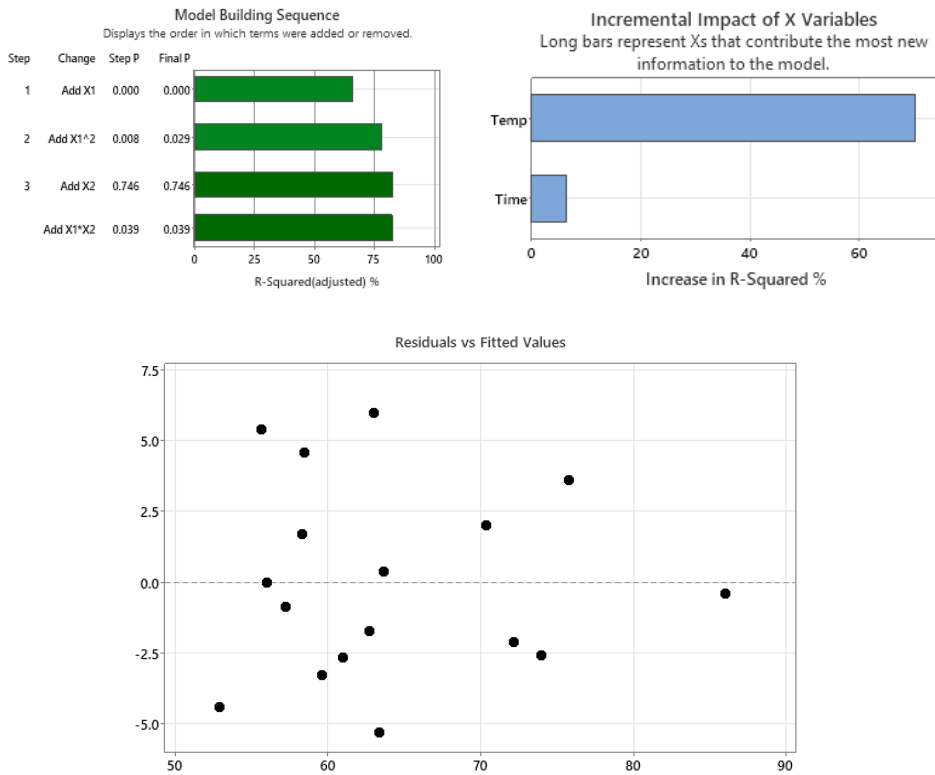 Model Building Sequence
Displays the order in which terms were added or removed.
Step Change Step P Final P
1 Add X1 0.000 0.000
2 Add X1^2 0.008 0.029
3 Add X2 0.746 0.746
Add X1*X2 0.039 0.039
0 25 50 75 100
R-Squared(adjusted) %
Incremental Impact of X Variables
Long bars represent Xs that contribute the most new
information to the model.
Temp
Time
0 20 40 60
Increase in R-Squared %
Residuals vs Fitted Values
7.5
5.0
2.5
0.0
-2.5
-5.0
50 60 70 80 90